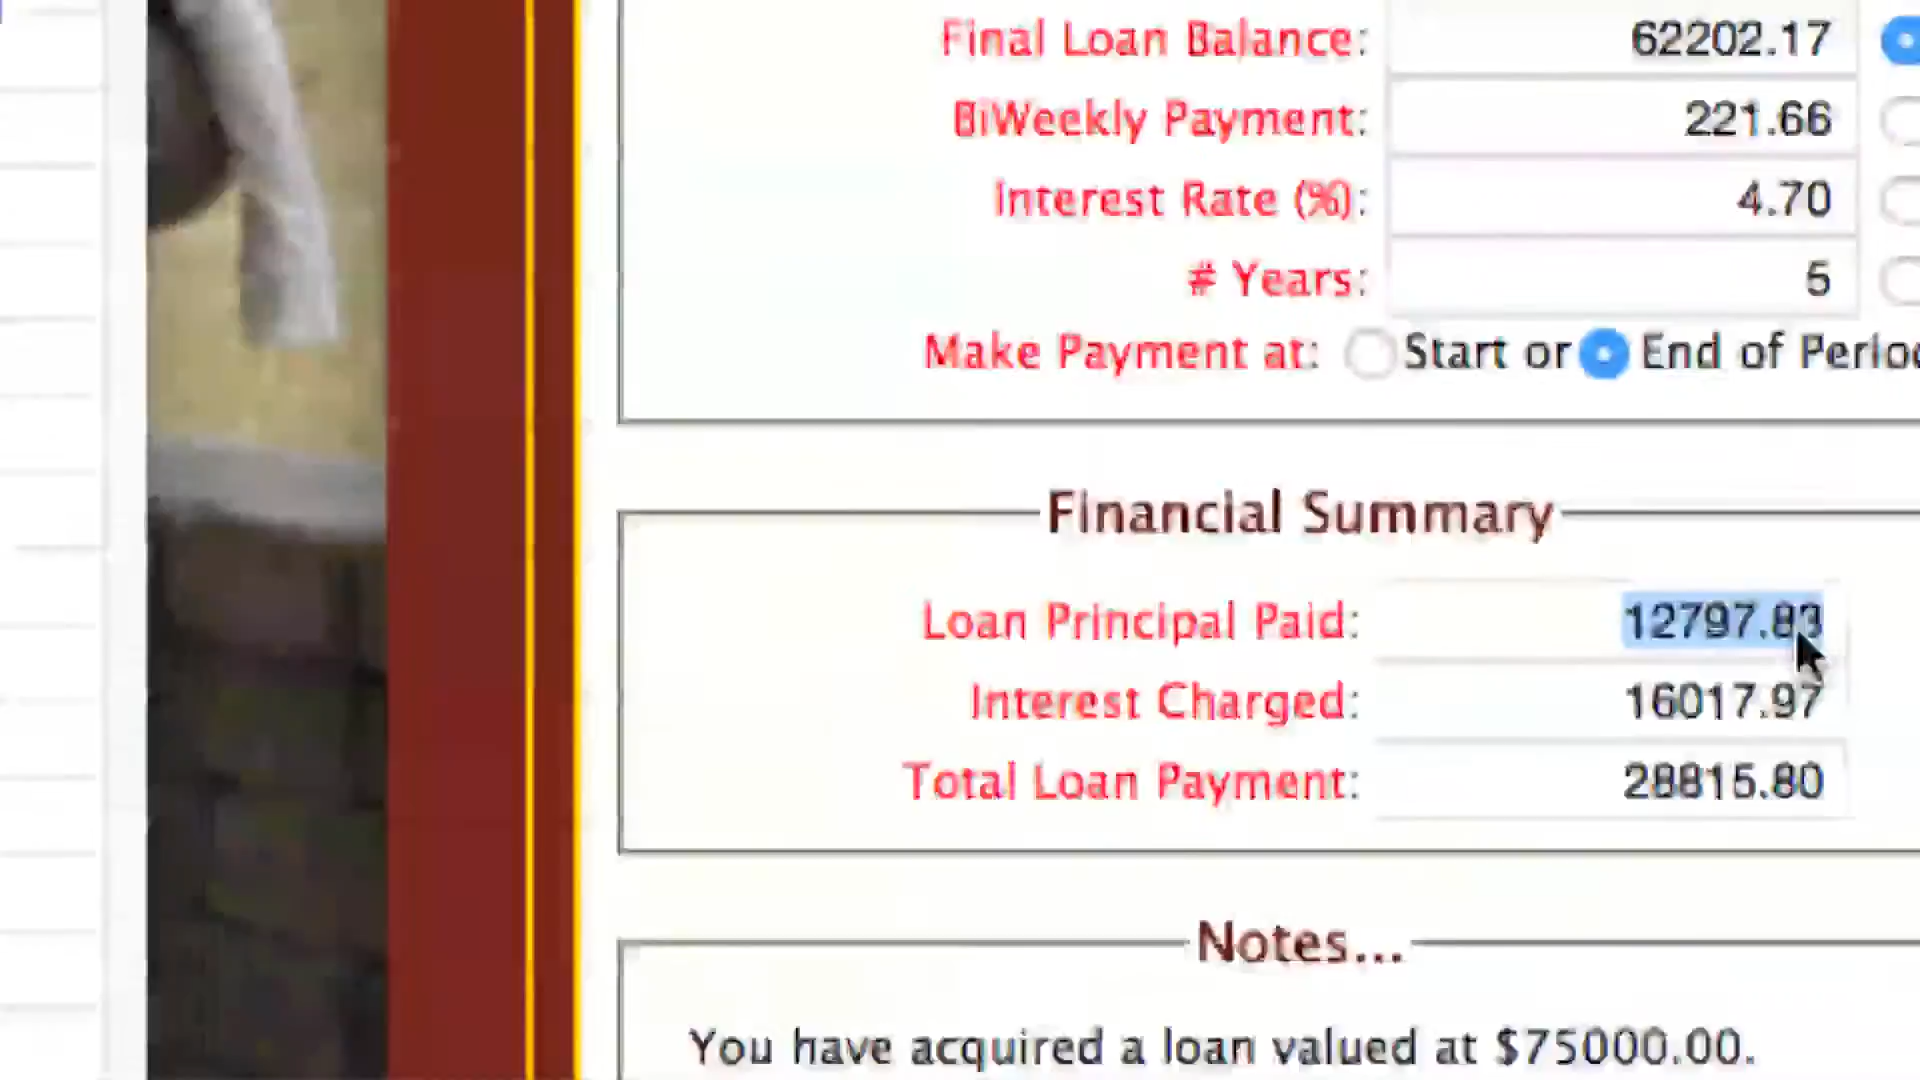 Final Loan Balance: 62202.17
BiWeekly Payment: 221.66
Interest Rate (%): 4.70
# Years: 5
Make Payment at: Start or End of Perio
Financial Summary
Loan Principal Paid: 12797.83
Interest Charged: 16017.97
Total Loan Payment: 28815.80
Notes...
You have acquired a loan valued at $75000.00.